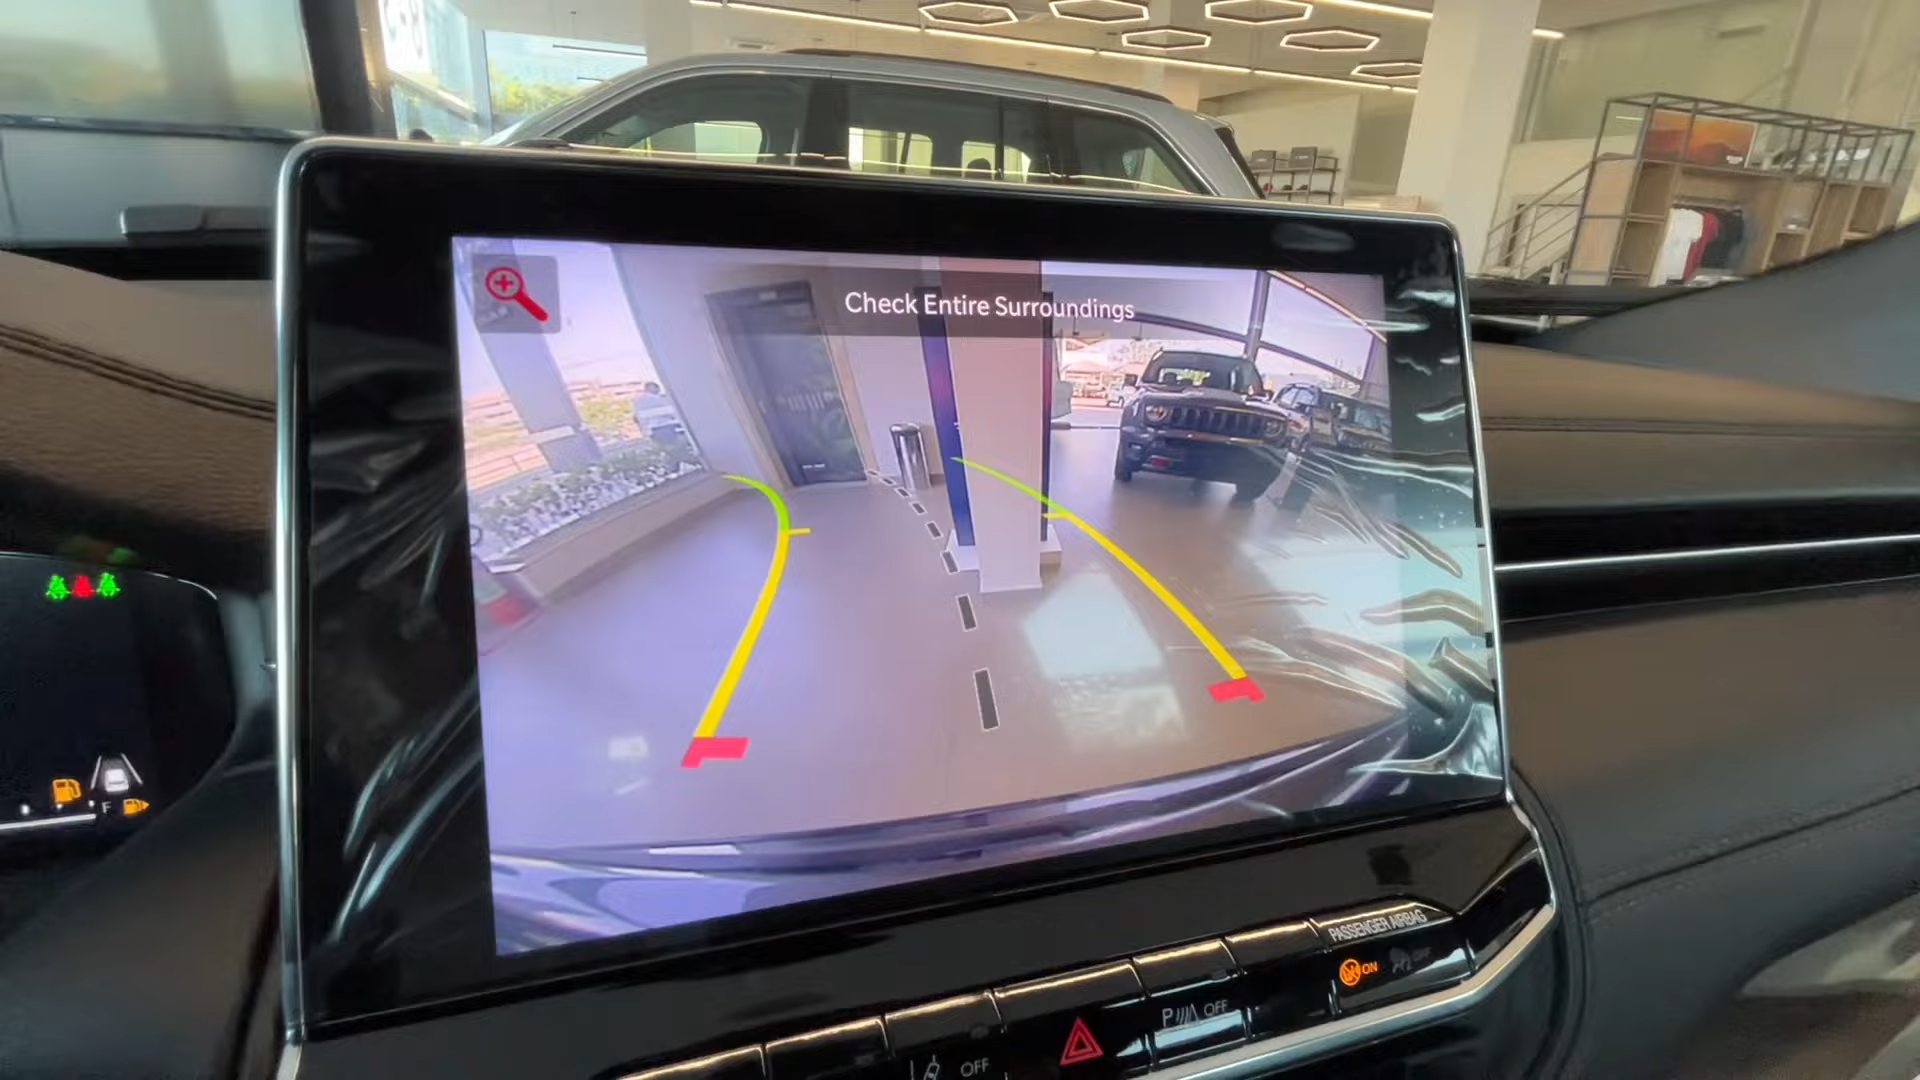 Check Entire Surroundings
PASSENGER AIRBAG
ON
OFF
P OFF
OFF
F